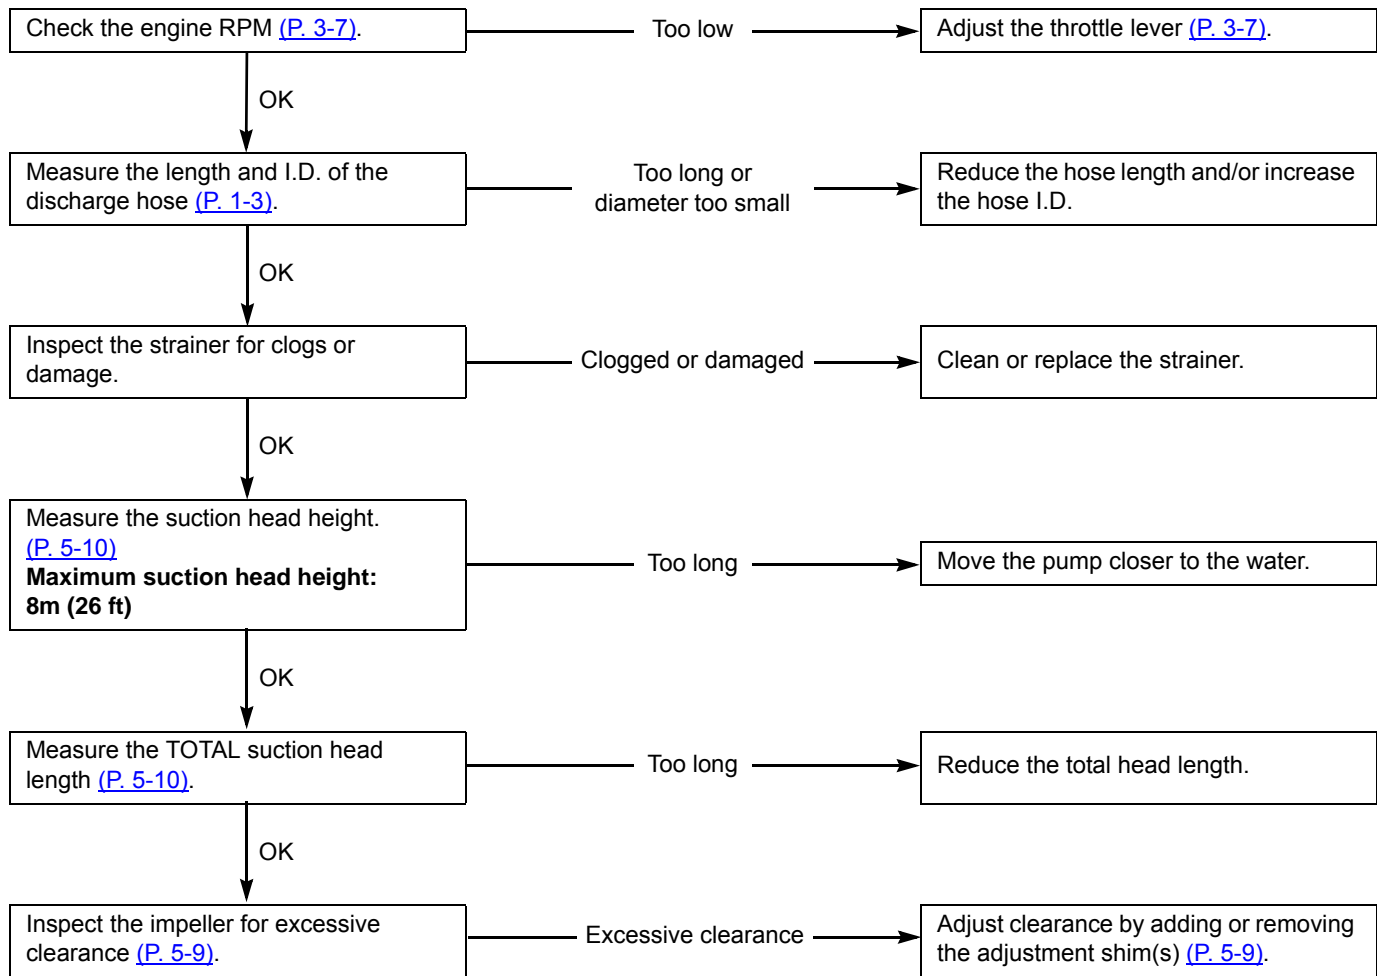 Check the engine RPM (P. 3-7).
Too low
Adjust the throttle lever (P. 3-7).
OK
Measure the length and I.D. of the
discharge hose (P. 1-3).
Too long or
diameter too small
Reduce the hose length and/or increase
the hose I.D.
OK
Inspect the strainer for clogs or
damage.
Clogged or damaged
Clean or replace the strainer.
OK
Measure the suction head height.
(P. 5-10)
Maximum suction head height:
8m (26 ft)
Too long
Move the pump closer to the water.
OK
Measure the TOTAL suction head
length (P. 5-10).
Too long
Reduce the total head length.
OK
Inspect the impeller for excessive
clearance (P. 5-9).
Excessive clearance
Adjust clearance by adding or removing
the adjustment shim(s) (P. 5-9).